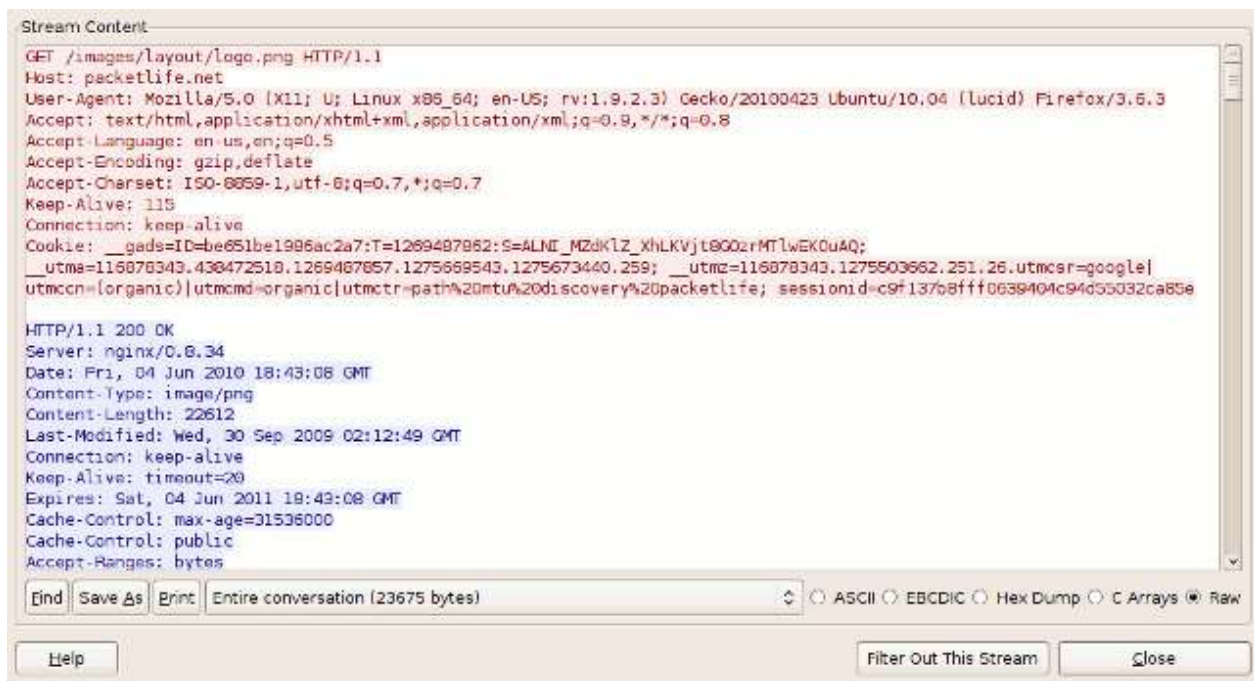 Stream Content
GET /images/layout/logo.png HTTP/1.1
Host: packetlife.net
User-Agent: Mozilla/5.0 (X11; U; Linux x86_64; en-US; rv:1.9.2.3) Gecko/20100423 Ubuntu/10.04 (lucid) Firefox/3.6.3
Accept: text/html,application/xhtml+xml,application/xml;q=0.9,*/*;q=0.8
Accept-Language: en-us,en;q=0.5
Accept-Encoding: gzip,deflate
Accept-Charset: ISO-8859-1,utf-8;q=0.7,*;q=0.7
Keep-Alive: 115
Connection: keep-alive
Cookie: __gads=ID=be651be1986ac2a7:T=1269487862:S=ALNI_MZdKlZ_XhLKVjt8GOzrMTlwEKOuAQ;
__utma=116878343.438472518.1269487857.1275669543.1275673440.259; __utmz=116878343.1275503662.251.26.utmcsr=google|
utmccn=(organic)|utmcmd=organic|utmctr=path%20mtu%20discovery%20packetlife; sessionid=c9f137b8fff0639404c94d55032ca85e
HTTP/1.1 200 OK
Server: nginx/0.8.34
Date: Fri, 04 Jun 2010 18:43:08 GMT
Content-Type: image/png
Content-Length: 22612
Last-Modified: Wed, 30 Sep 2009 02:12:49 GMT
Connection: keep-alive
Keep-Alive: timeout=20
Expires: Sat, 04 Jun 2011 18:43:08 GMT
Cache-Control: max-age=31536000
Cache-Control: public
Accept-Ranges: bytes
Find Save As Print Entire conversation (23675 bytes) ASCII EBCDIC Hex Dump C Arrays Raw
Help Filter Out This Stream Close